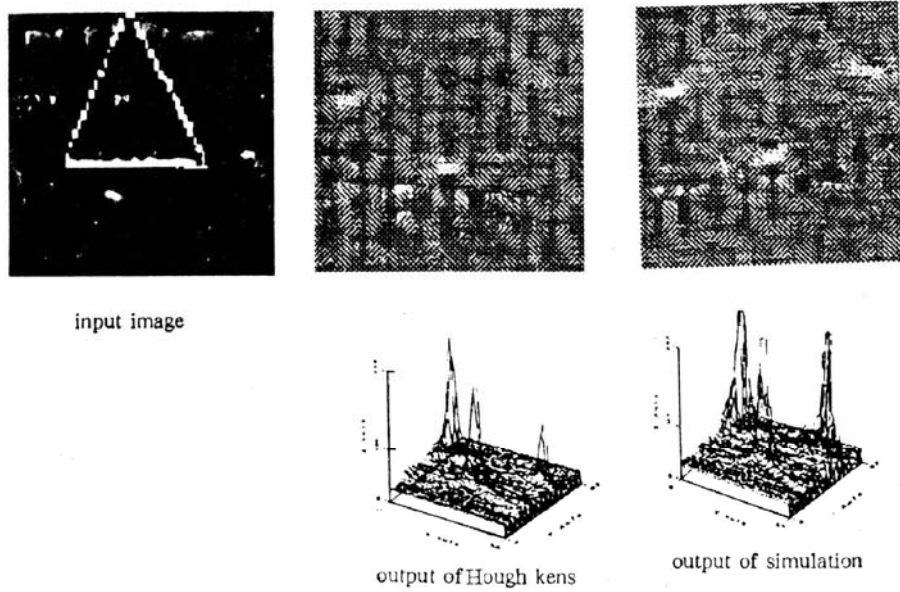 input image
output of Hough kens
output of simulation